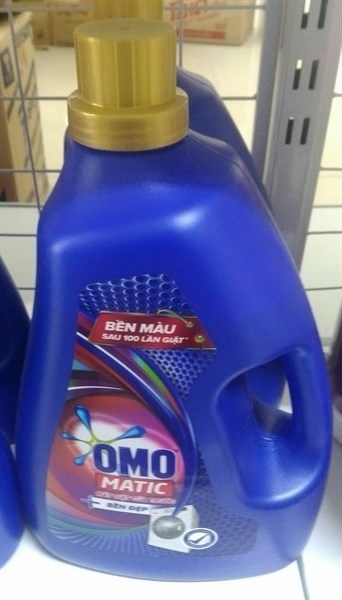 BỀN MÀU
SAU 100 LẦN GIẶT*
OMO
MATIC
BỀN ĐẸP